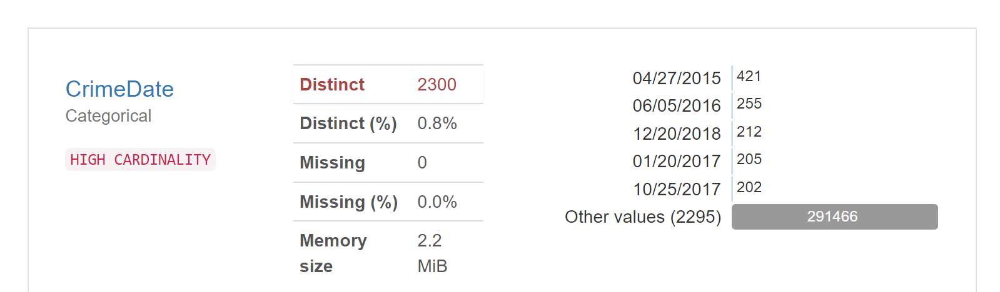 CrimeDate
Categorical
HIGH CARDINALITY
Distinct 2300
Distinct (%) 0.8%
Missing 0
Missing (%) 0.0%
Memory size 2.2 MiB
04/27/2015 421
06/05/2016 255
12/20/2018 212
01/20/2017 205
10/25/2017 202
Other values (2295) 291466